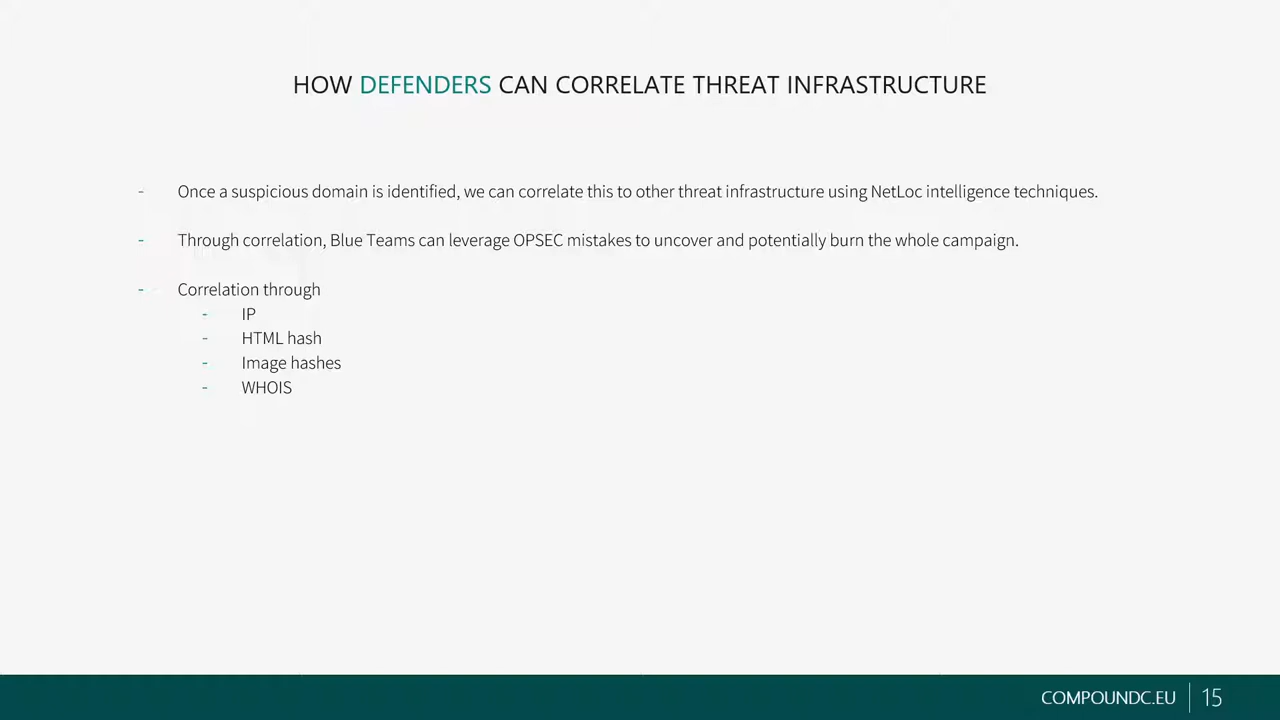 HOW DEFENDERS CAN CORRELATE THREAT INFRASTRUCTURE
- Once a suspicious domain is identified, we can correlate this to other threat infrastructure using NetLoc intelligence techniques.
- Through correlation, Blue Teams can leverage OPSEC mistakes to uncover and potentially burn the whole campaign.
- Correlation through
- IP
- HTML hash
- Image hashes
- WHOIS
COMPOUNDC.EU 15